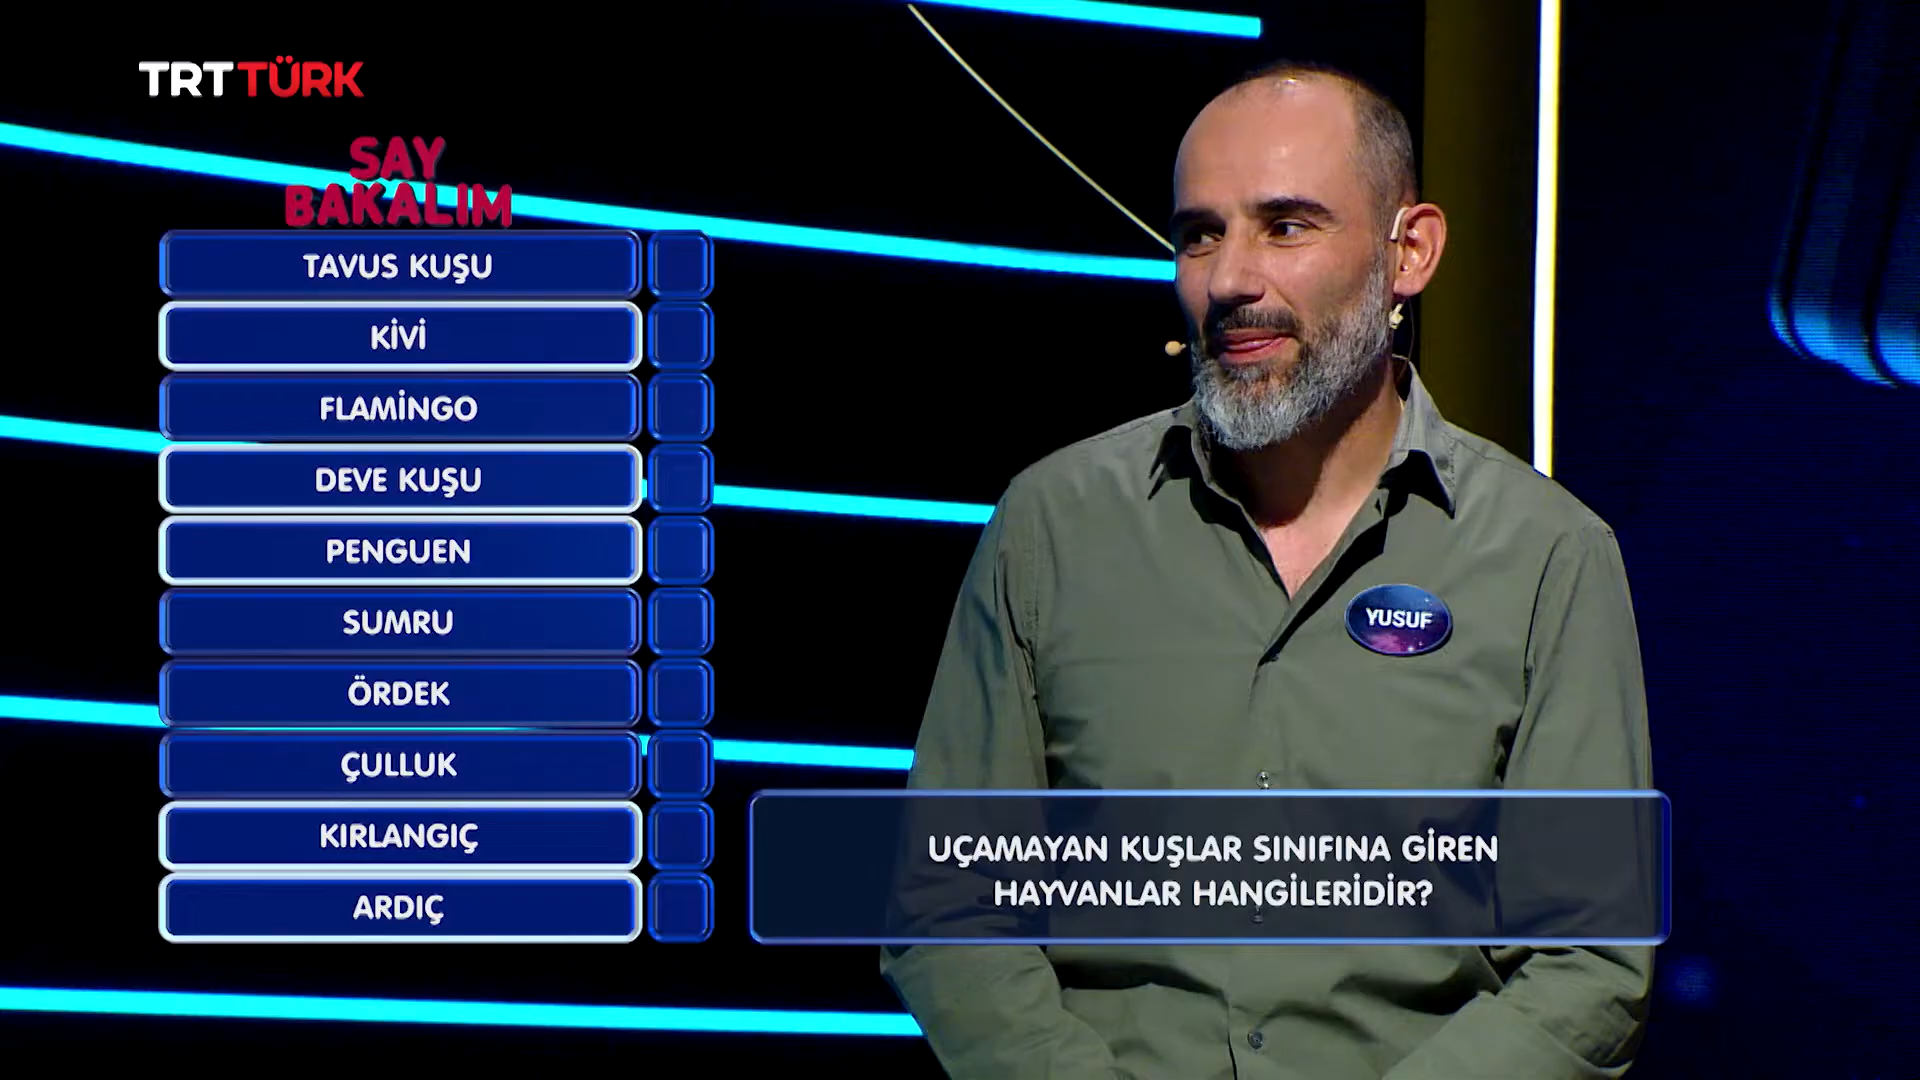 TRT TÜRK
SAY
BAKALIM
TAVUS KUŞU
KİVİ
FLAMİNGO
DEVE KUŞU
PENGUEN
SUMRU
ÖRDEK
ÇULLUK
KIRLANGIÇ
ARDIÇ
YUSUF
UÇAMAYAN KUŞLAR SINIFINA GİREN
HAYVANLAR HANGİLERİDİR?